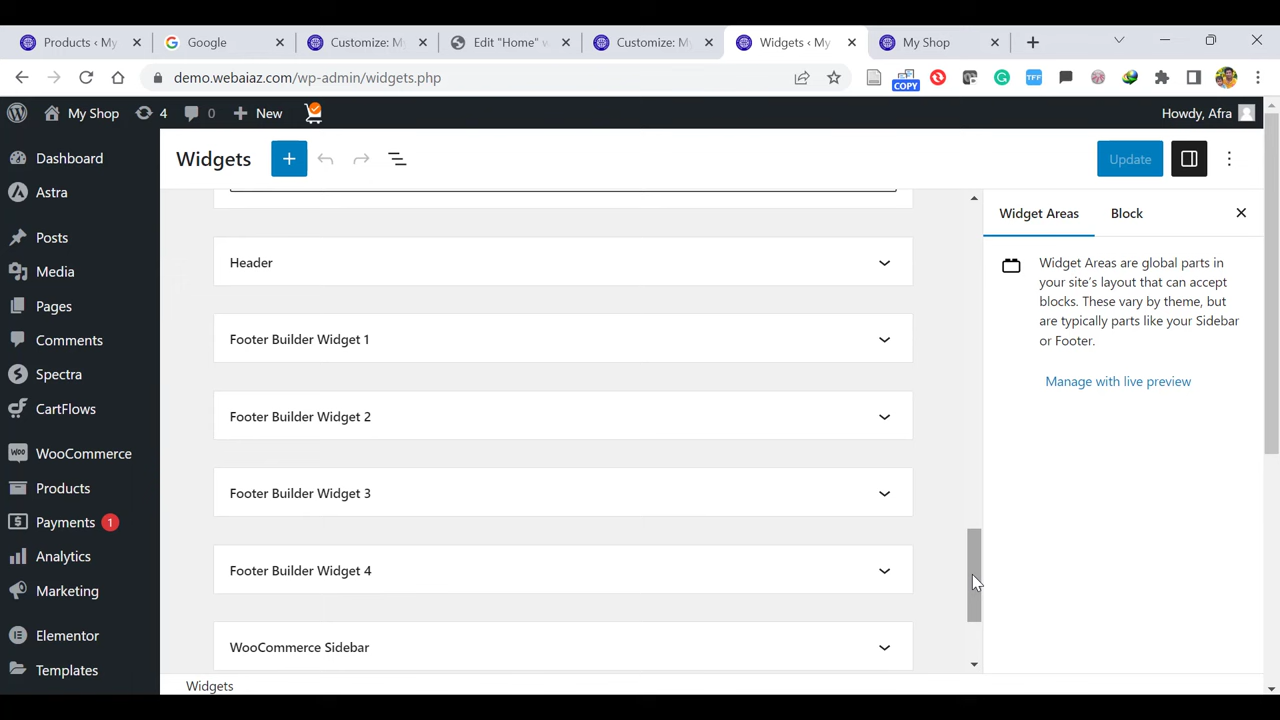 Products ‹ My
Google
Customize: My
Edit "Home" w
Customize: My
Widgets ‹ My
My Shop
demo.webaiaz.com/wp-admin/widgets.php
COPY
TFF
My Shop
4
0
New
Howdy, Afra
Dashboard
Astra
Posts
Media
Pages
Comments
Spectra
CartFlows
WooCommerce
Products
Payments 1
Analytics
Marketing
Elementor
Templates
Widgets
Update
Header
Footer Builder Widget 1
Footer Builder Widget 2
Footer Builder Widget 3
Footer Builder Widget 4
WooCommerce Sidebar
Widgets
Widget Areas
Block
Widget Areas are global parts in
your site's layout that can accept
blocks. These vary by theme, but
are typically parts like your Sidebar
or Footer.
Manage with live preview